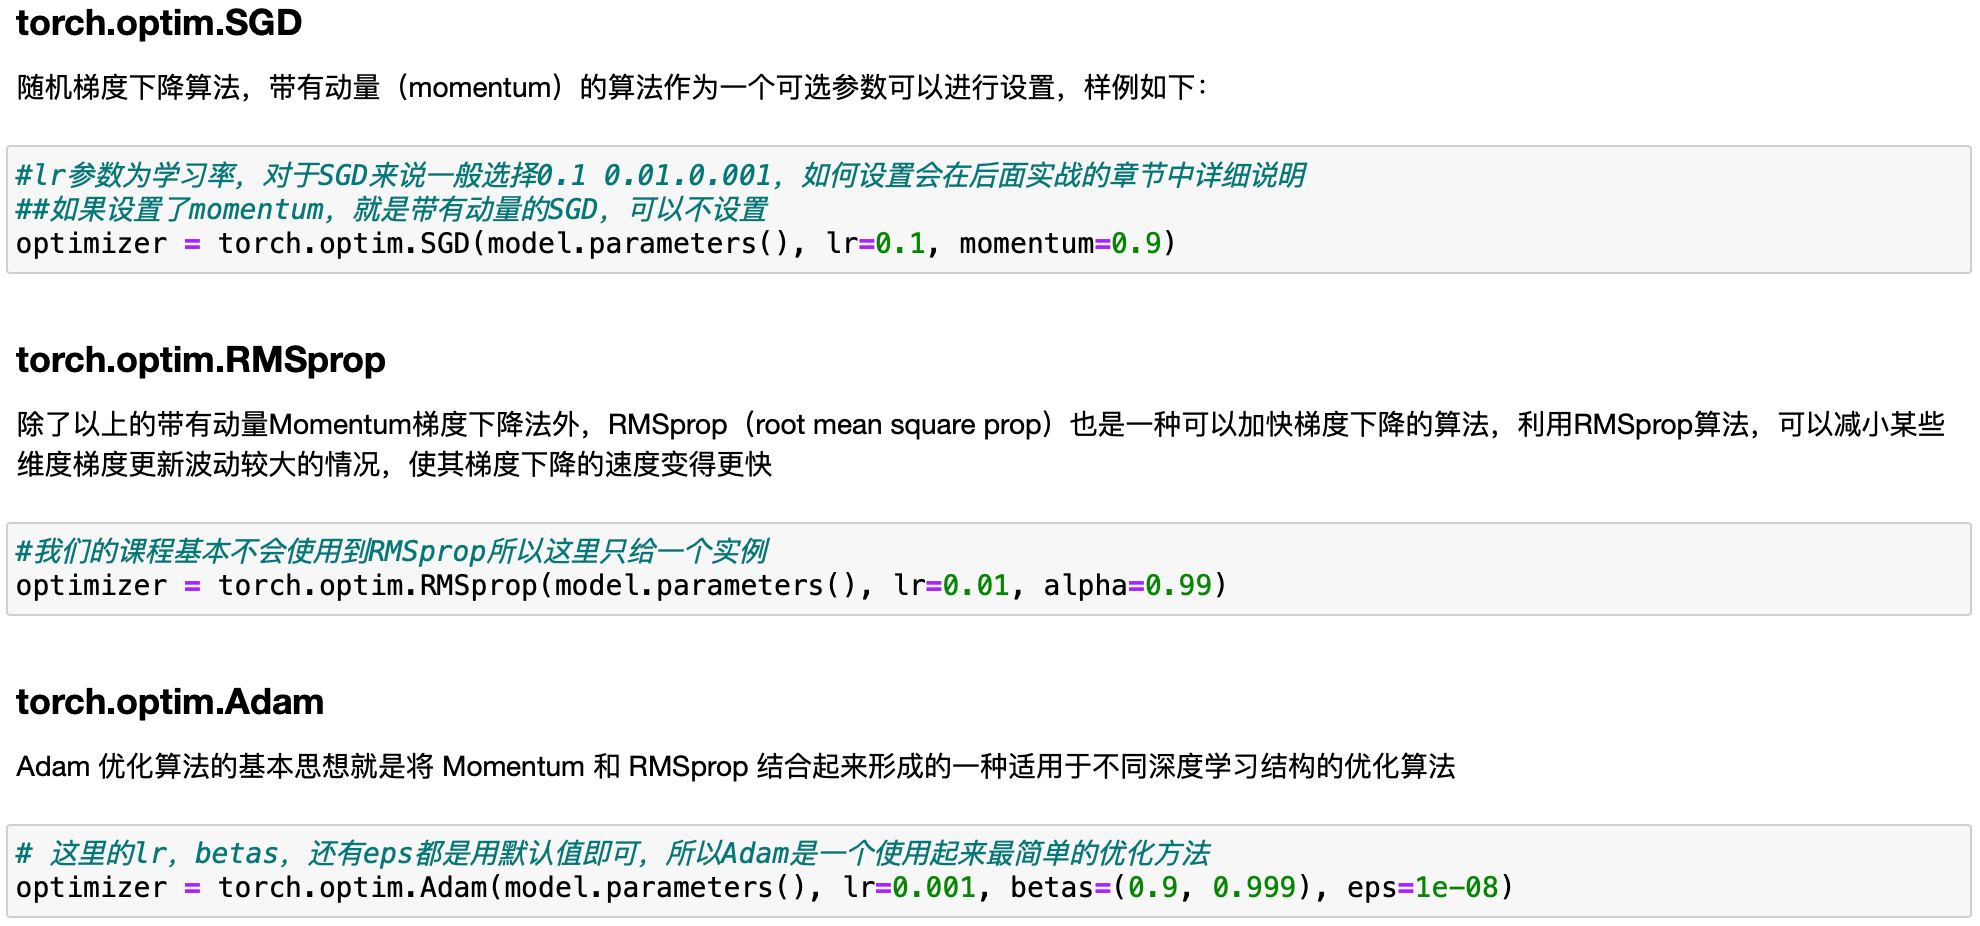 torch.optim.SGD
随机梯度下降算法，带有动量（momentum）的算法作为一个可选参数可以进行设置，样例如下：
#lr参数为学习率，对于SGD来说一般选择0.1 0.01.0.001，如何设置会在后面实战的章节中详细说明
##如果设置了momentum，就是带有动量的SGD，可以不设置
optimizer = torch.optim.SGD(model.parameters(), lr=0.1, momentum=0.9)
torch.optim.RMSprop
除了以上的带有动量Momentum梯度下降法外，RMSprop（root mean square prop）也是一种可以加快梯度下降的算法，利用RMSprop算法，可以减小某些
维度梯度更新波动较大的情况，使其梯度下降的速度变得更快
#我们的课程基本不会使用到RMSprop所以这里只给一个实例
optimizer = torch.optim.RMSprop(model.parameters(), lr=0.01, alpha=0.99)
torch.optim.Adam
Adam 优化算法的基本思想就是将 Momentum 和 RMSprop 结合起来形成的一种适用于不同深度学习结构的优化算法
# 这里的lr，betas，还有eps都是用默认值即可，所以Adam是一个使用起来最简单的优化方法
optimizer = torch.optim.Adam(model.parameters(), lr=0.001, betas=(0.9, 0.999), eps=1e-08)